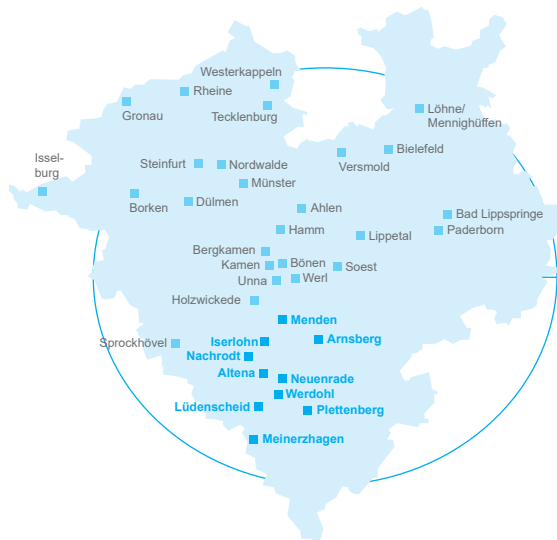 Westerkappeln
Rheine
Gronau
Tecklenburg
Löhne/
Mennighüffen
Issel-
burg
Steinfurt
Nordwalde
Versmold
Bielefeld
Münster
Borken
Dülmen
Ahlen
Bad Lippspringe
Paderborn
Hamm
Lippetal
Bergkamen
Kamen
Bönen
Soest
Unna
Werl
Holzwickede
Menden
Sprockhövel
Iserlohn
Arnsberg
Nachrodt
Altena
Neuenrade
Werdohl
Lüdenscheid
Plettenberg
Meinerzhagen